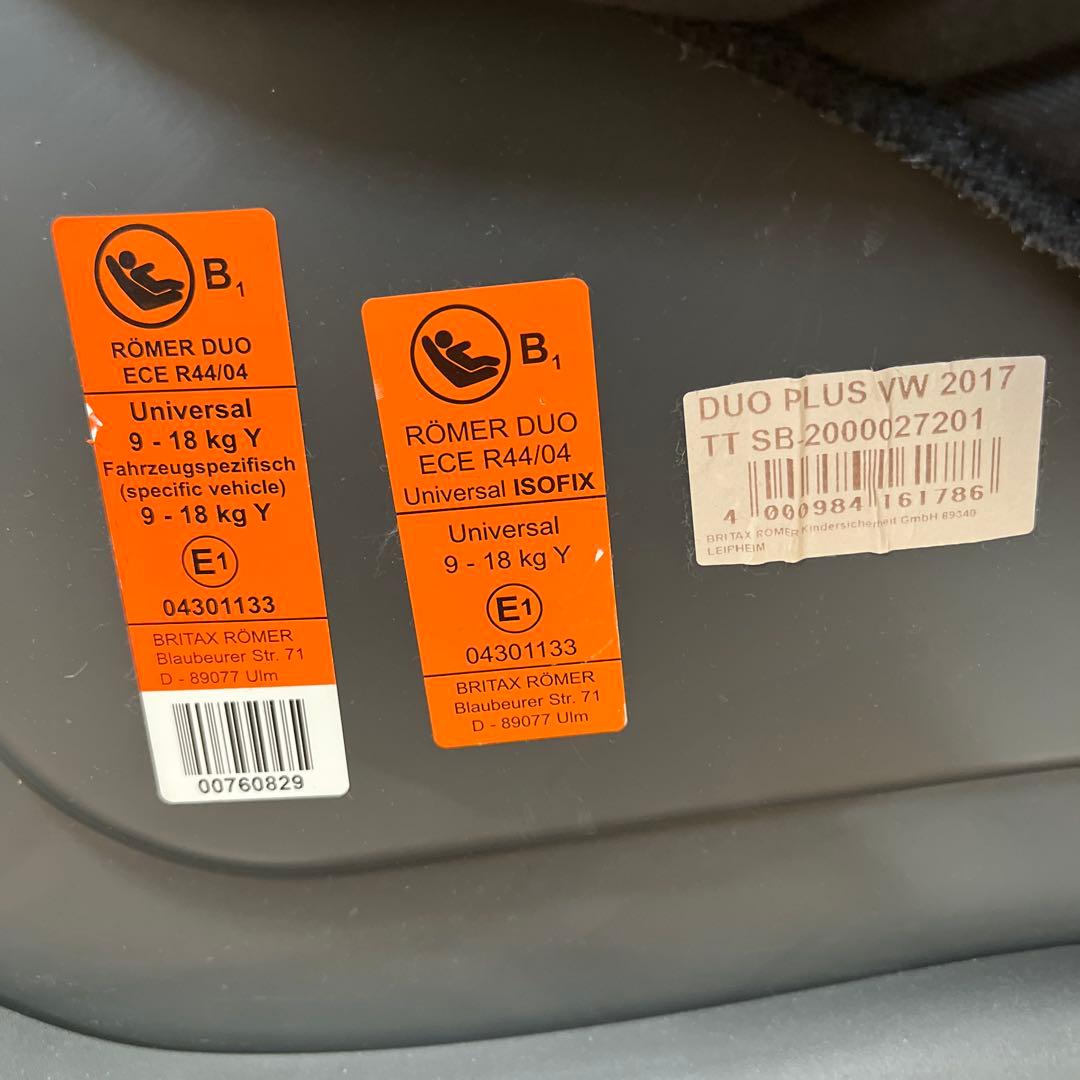 B1
RÖMER DUO
ECE R44/04
Universal
9 - 18 kg Y
Fahrzeugspezifisch
(specific vehicle)
9 - 18 kg Y
E1
04301133
BRITAX RÖMER
Blaubeurer Str. 71
D - 89077 Ulm
00760829
B1
RÖMER DUO
ECE R44/04
Universal ISOFIX
Universal
9 - 18 kg Y
E1
04301133
BRITAX RÖMER
Blaubeurer Str. 71
D - 89077 Ulm
DUO PLUS VW 2017
TT SB-2000027201
4 000984 161786
BRITAX RÖMER Kindersicherheit GmbH 89340
LEIPHEIM